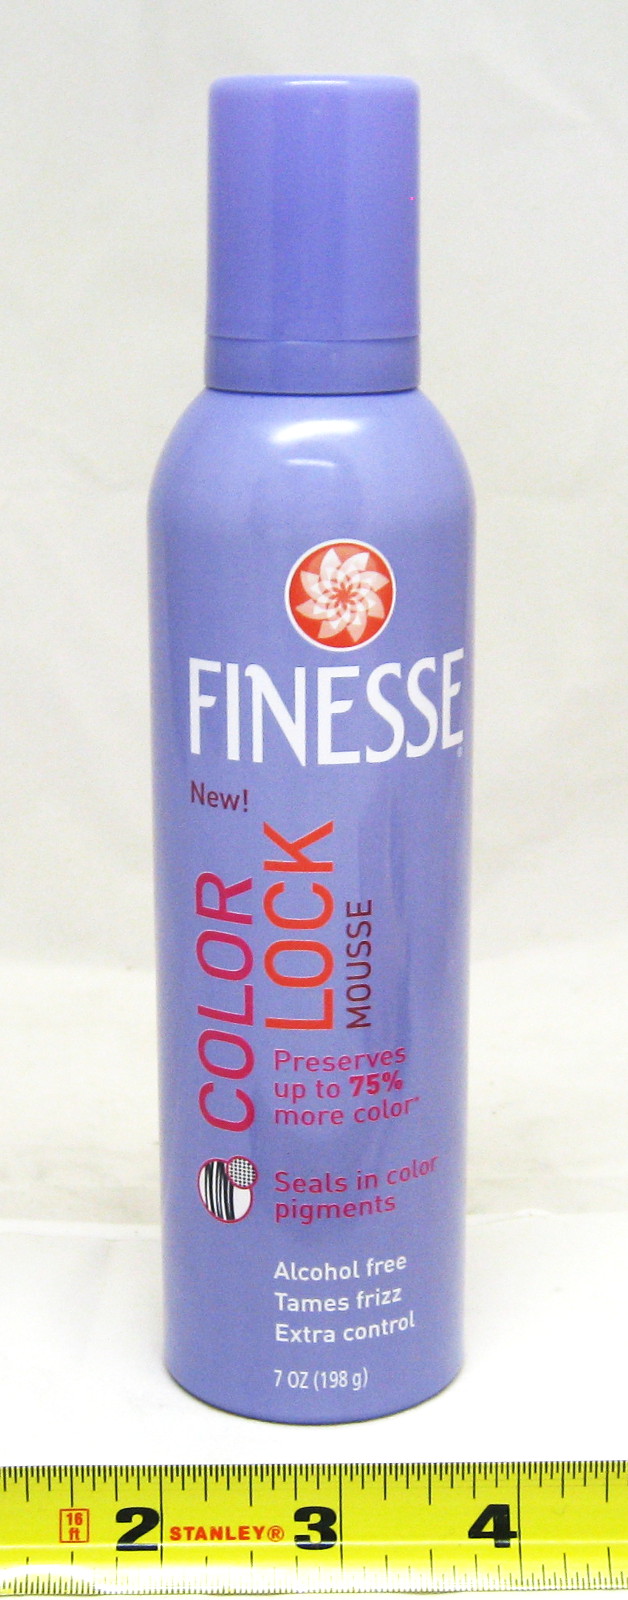 FINESSE
New!
COLOR
LOCK
MOUSSE
Preserves
up to 75%
more color*
Seals in color
pigments
Alcohol free
Tames frizz
Extra control
7 OZ (198 g)
16 ft 2 STANLEY® 3 4